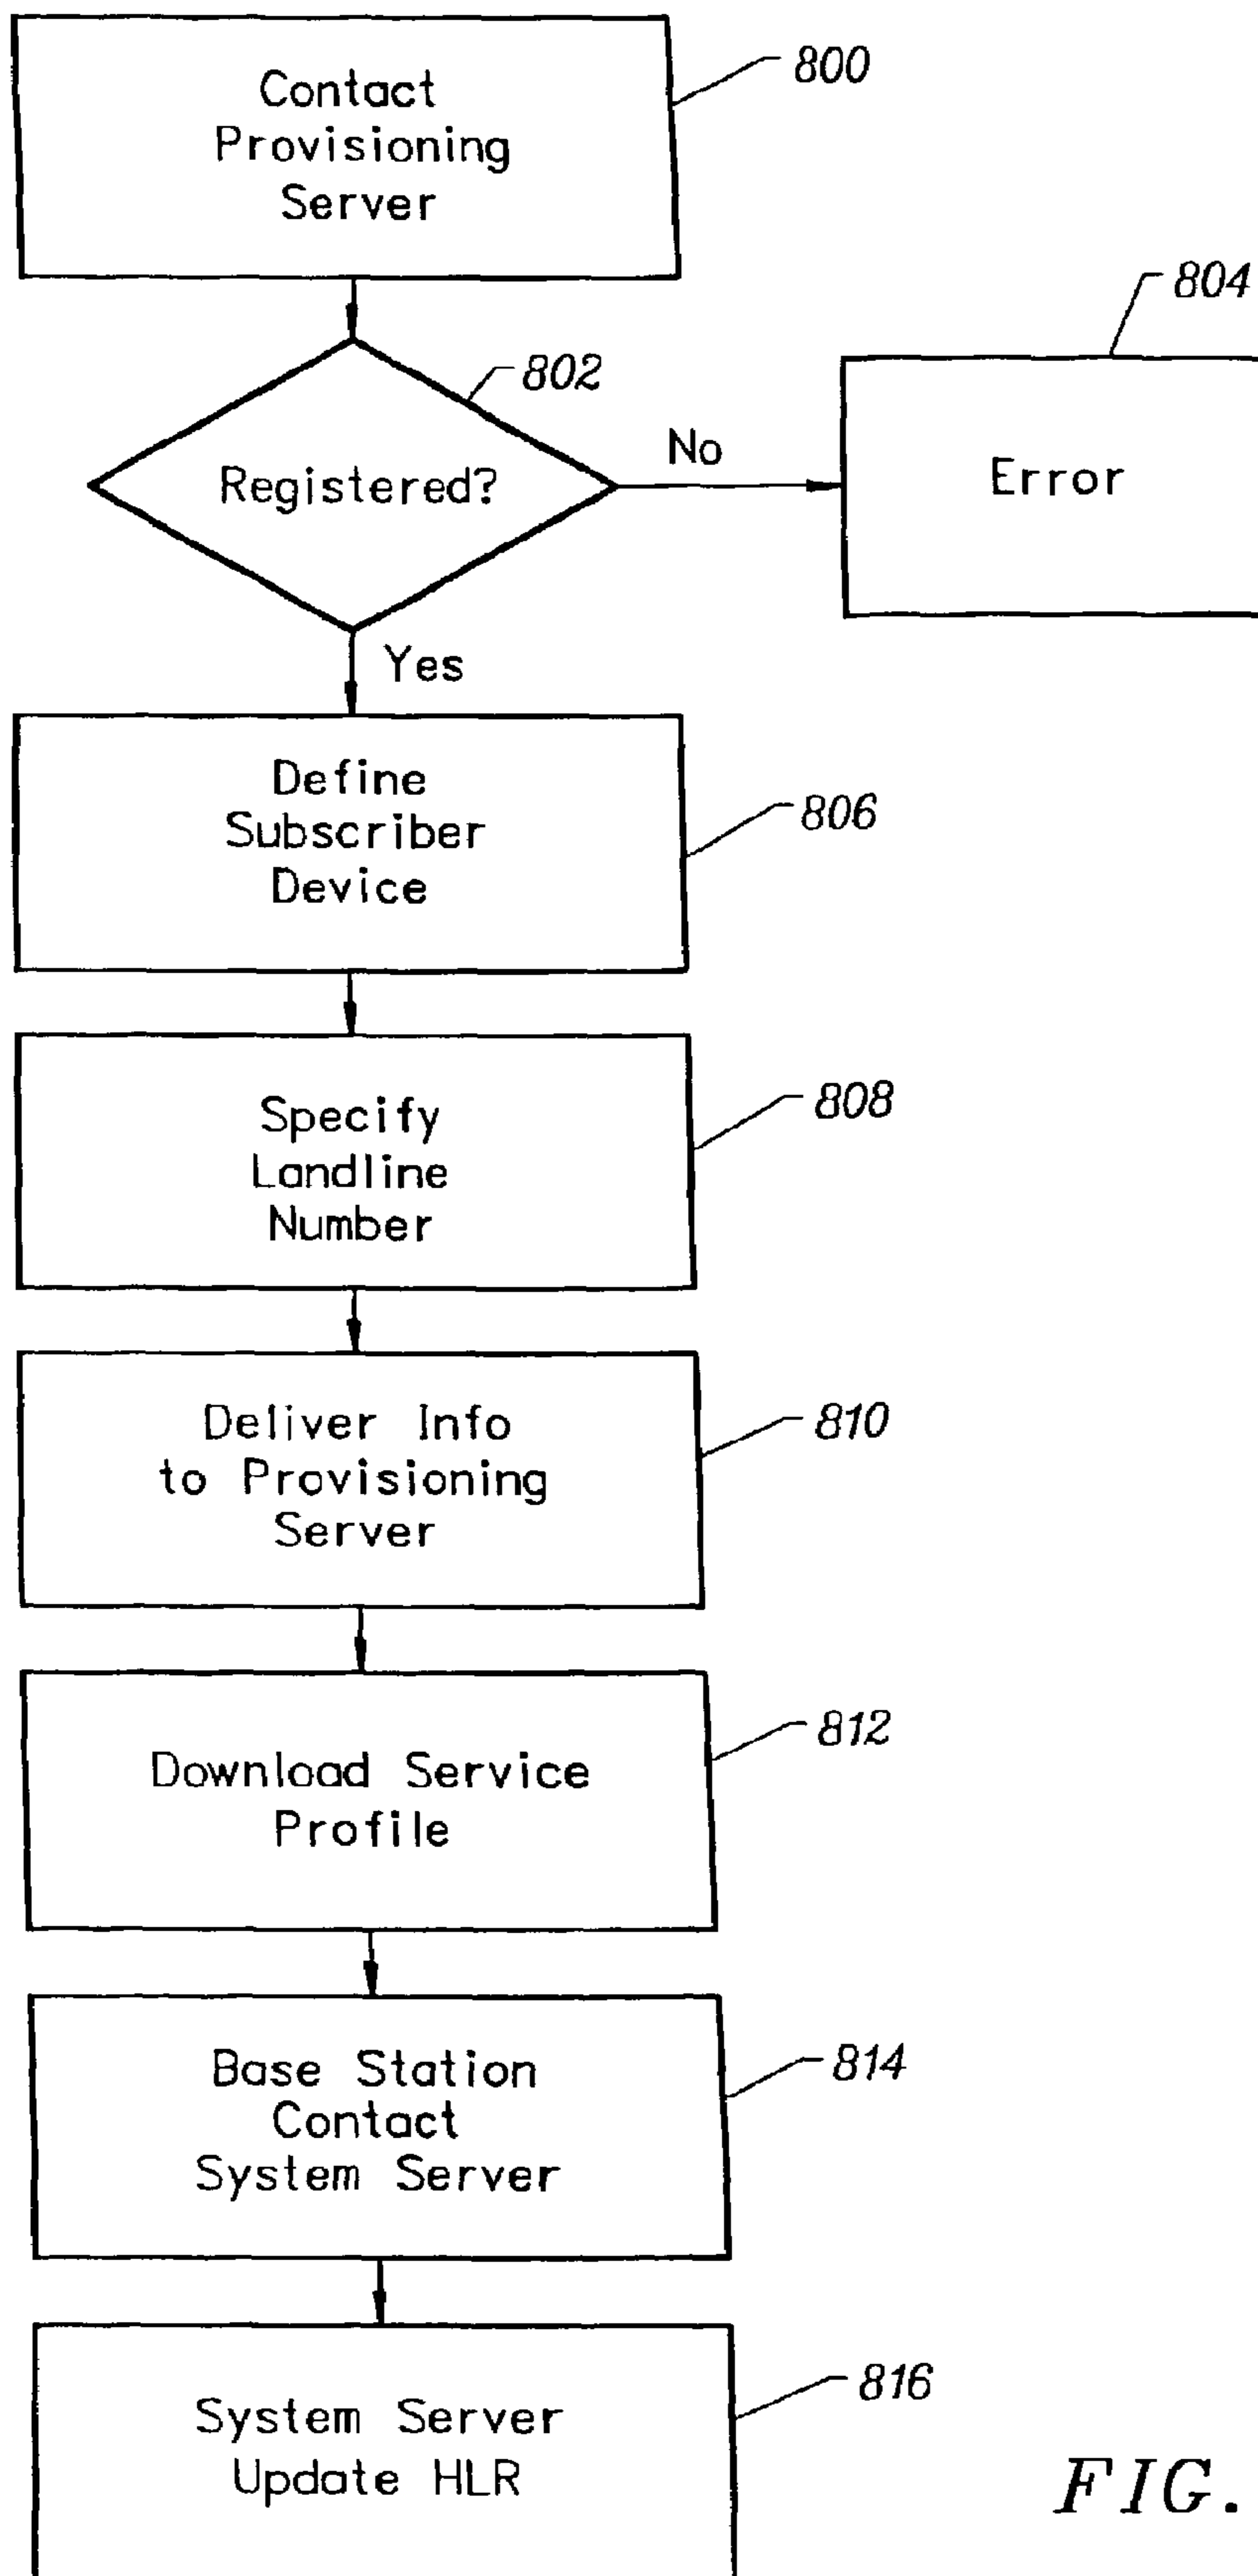 Contact
Provisioning
Server
800
804
802
Registered?
No
Error
Yes
Define
Subscriber
Device
806
Specify
Landline
Number
808
Deliver Info
to Provisioning
Server
810
Download Service
Profile
812
Base Station
Contact
System Server
814
System Server
Update HLR
816
FIG.